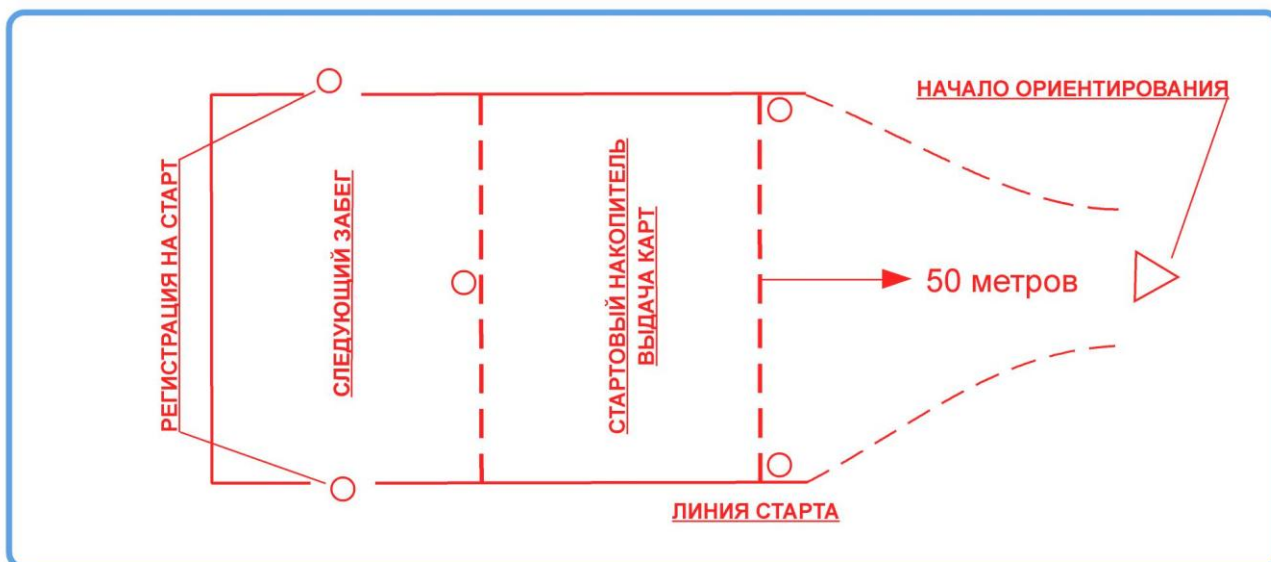 НАЧАЛО ОРИЕНТИРОВАНИЯ
РЕГИСТРАЦИЯ НА СТАРТ
СЛЕДУЮЩИЙ ЗАБЕГ
СТАРТОВЫЙ НАКОПИТЕЛЬ
ВЫДАЧА КАРТ
50 метров
ЛИНИЯ СТАРТА